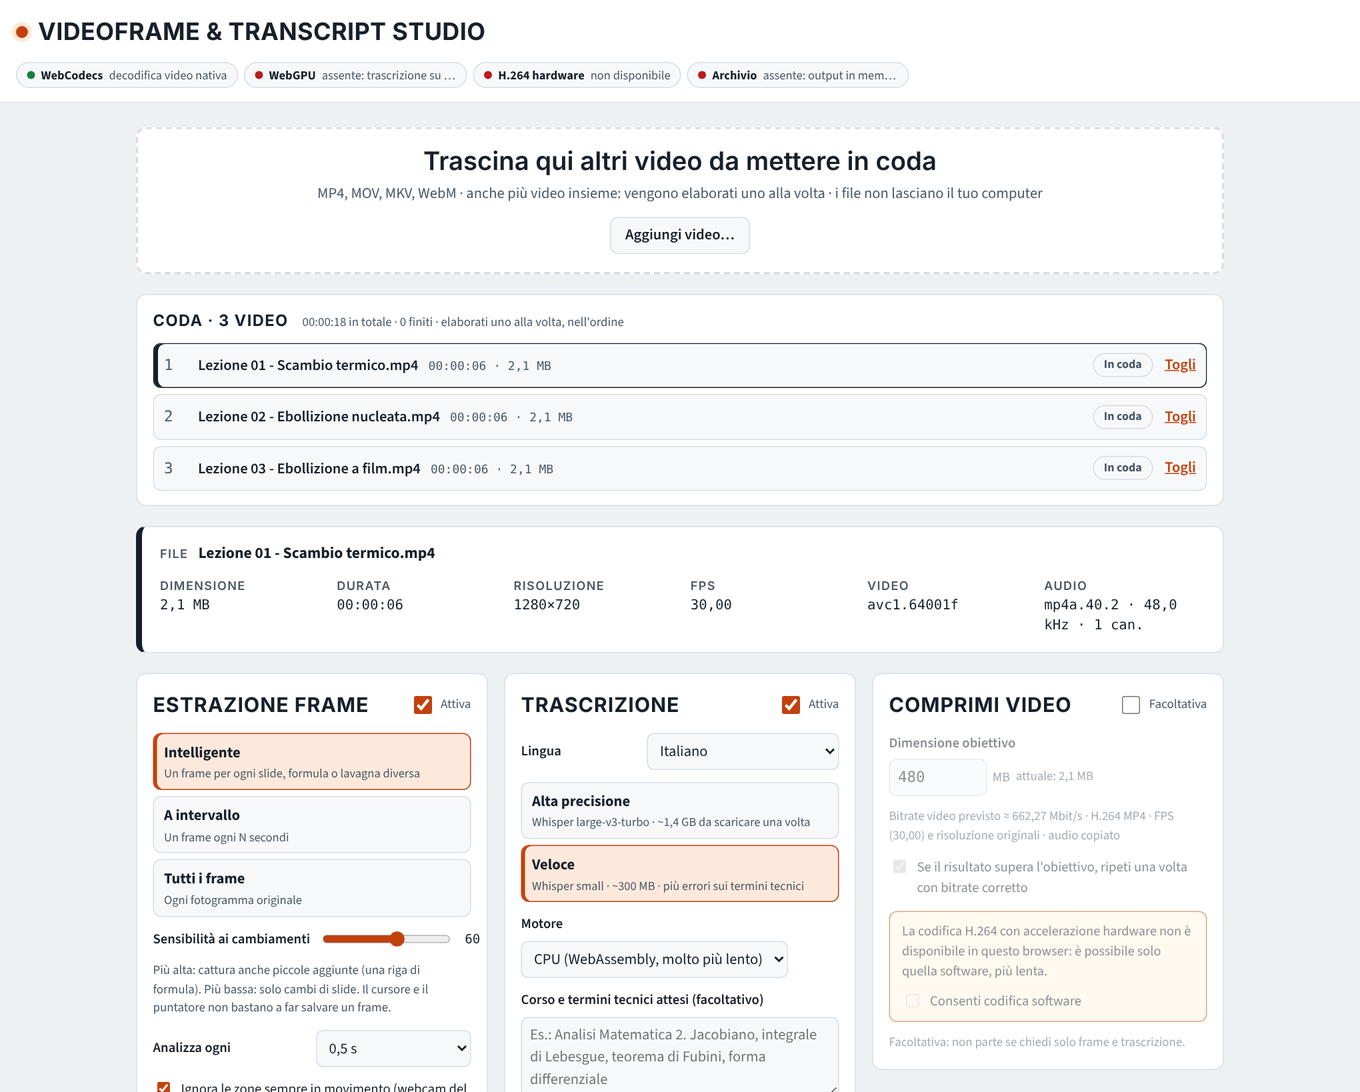 VIDEOFRAME & TRANSCRIPT STUDIO
WebCodecs decodifica video nativa
WebGPU assente: trascrizione su …
H.264 hardware non disponibile
Archivio assente: output in mem…
Trascina qui altri video da mettere in coda
MP4, MOV, MKV, WebM · anche più video insieme: vengono elaborati uno alla volta · i file non lasciano il tuo computer
Aggiungi video…
CODA · 3 VIDEO 00:00:18 in totale · 0 finiti · elaborati uno alla volta, nell'ordine
1 Lezione 01 - Scambio termico.mp4 00:00:06 · 2,1 MB In coda Togli
2 Lezione 02 - Ebollizione nucleata.mp4 00:00:06 · 2,1 MB In coda Togli
3 Lezione 03 - Ebollizione a film.mp4 00:00:06 · 2,1 MB In coda Togli
FILE Lezione 01 - Scambio termico.mp4
DIMENSIONE
2,1 MB
DURATA
00:00:06
RISOLUZIONE
1280×720
FPS
30,00
VIDEO
avc1.64001f
AUDIO
mp4a.40.2 · 48,0
kHz · 1 can.
ESTRAZIONE FRAME Attiva
Intelligente
Un frame per ogni slide, formula o lavagna diversa
A intervallo
Un frame ogni N secondi
Tutti i frame
Ogni fotogramma originale
Sensibilità ai cambiamenti 60
Più alta: cattura anche piccole aggiunte (una riga di
formula). Più bassa: solo cambi di slide. Il cursore e il
puntatore non bastano a far salvare un frame.
Analizza ogni 0,5 s
Ignora le zone sempre in movimento (webcam del
TRASCRIZIONE Attiva
Lingua Italiano
Alta precisione
Whisper large-v3-turbo · ~1,4 GB da scaricare una volta
Veloce
Whisper small · ~300 MB · più errori sui termini tecnici
Motore
CPU (WebAssembly, molto più lento)
Corso e termini tecnici attesi (facoltativo)
Es.: Analisi Matematica 2. Jacobiano, integrale
di Lebesgue, teorema di Fubini, forma
differenziale
COMPRIMI VIDEO Facoltativa
Dimensione obiettivo
480 MB attuale: 2,1 MB
Bitrate video previsto ≈ 662,27 Mbit/s · H.264 MP4 · FPS
(30,00) e risoluzione originali · audio copiato
Se il risultato supera l'obiettivo, ripeti una volta
con bitrate corretto
La codifica H.264 con accelerazione hardware non è
disponibile in questo browser: è possibile solo
quella software, più lenta.
Consenti codifica software
Facoltativa: non parte se chiedi solo frame e trascrizione.